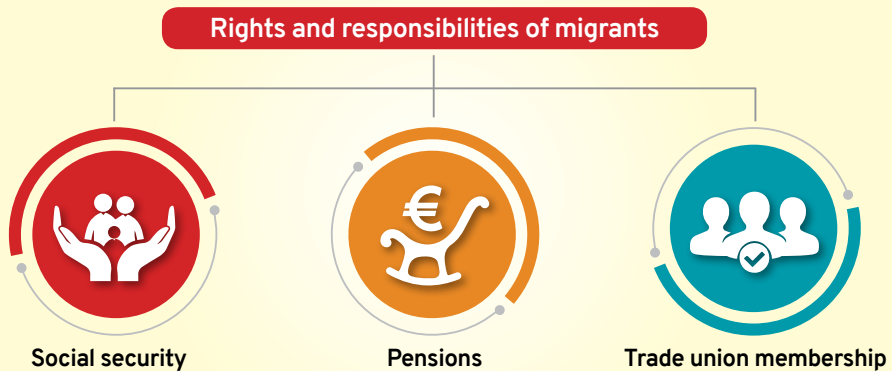 Rights and responsibilities of migrants
€
Social security
Pensions
Trade union membership